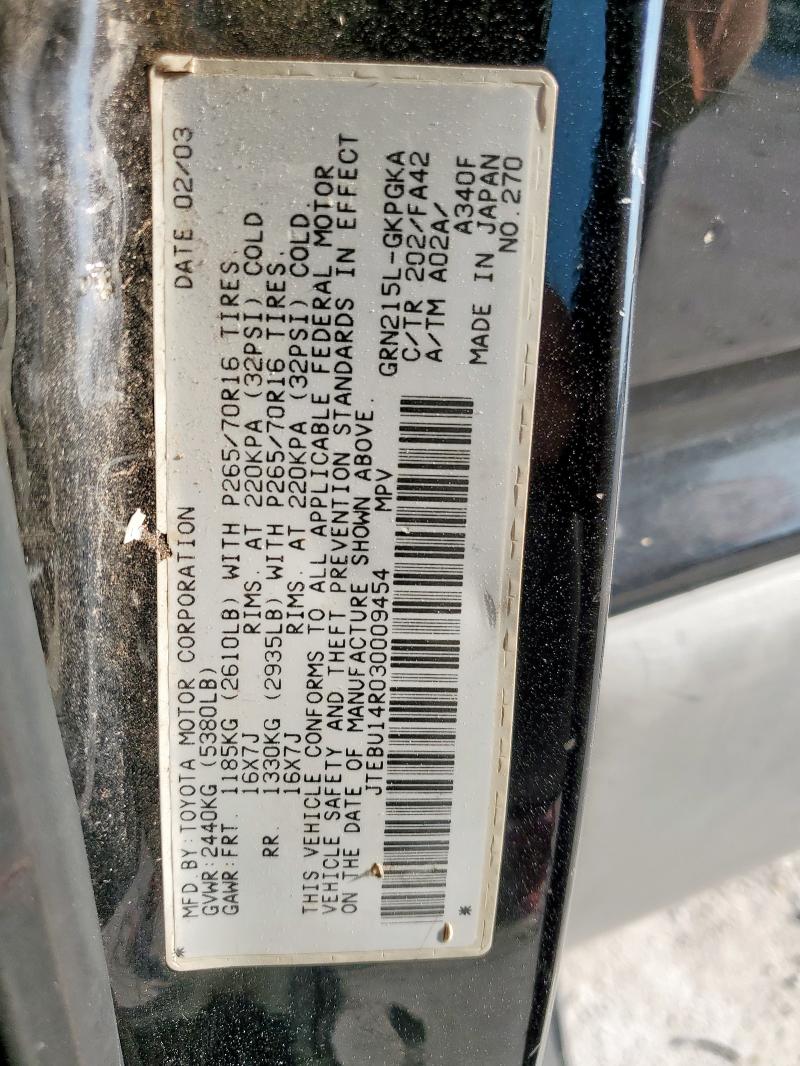 MFD.BY:TOYOTA MOTOR CORPORATION DATE 02/03
GVWR:2440KG (5380LB)
GAWR:FRT. 1185KG (2610LB) WITH P265/70R16 TIRES.
16X7J RIMS. AT 220KPA (32PSI) COLD.
RR. 1330KG (2935LB) WITH P265/70R16 TIRES.
16X7J RIMS. AT 220KPA (32PSI) COLD.
THIS VEHICLE CONFORMS TO ALL APPLICABLE FEDERAL MOTOR
VEHICLE SAFETY AND THEFT PREVENTION STANDARDS IN EFFECT
ON THE DATE OF MANUFACTURE SHOWN ABOVE.
JTEBU14R030009454 MPV GRN215L-GKPGKA
C/TR 202/FA42
A/TM A02A/
A340F
MADE IN JAPAN
NO.270